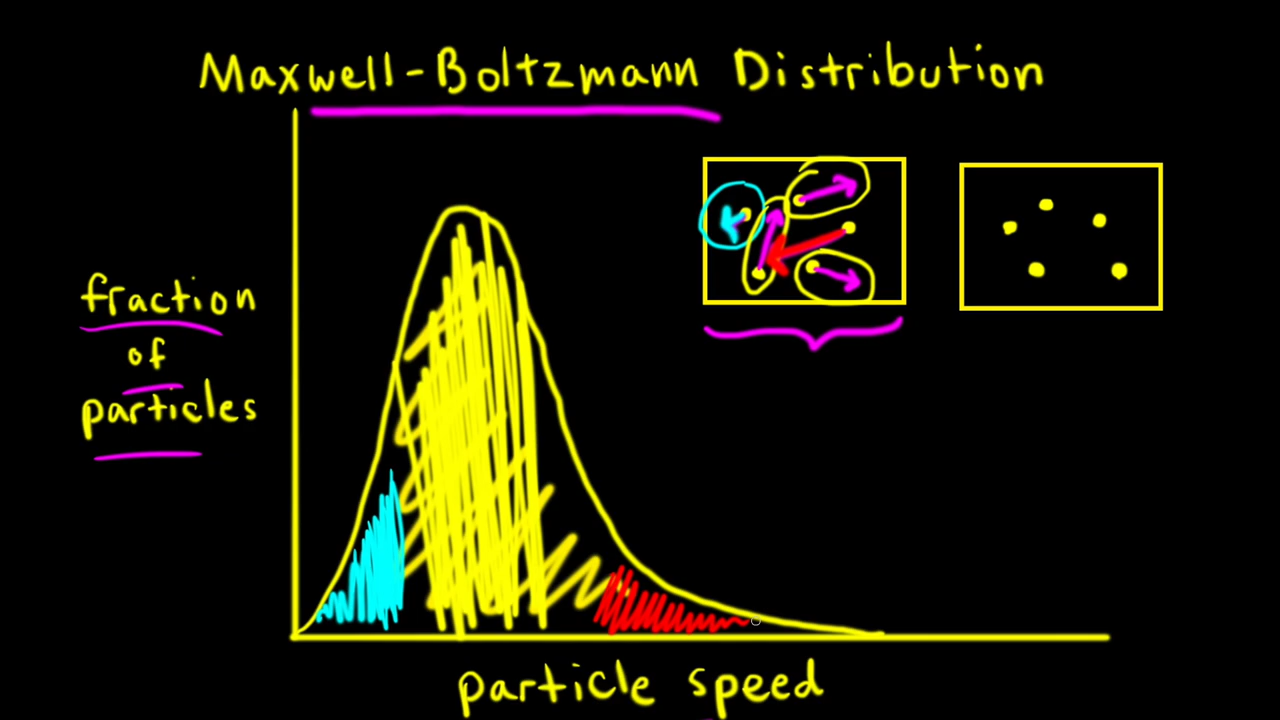 Maxwell-Boltzmann Distribution
fraction
of
particles
particle speed